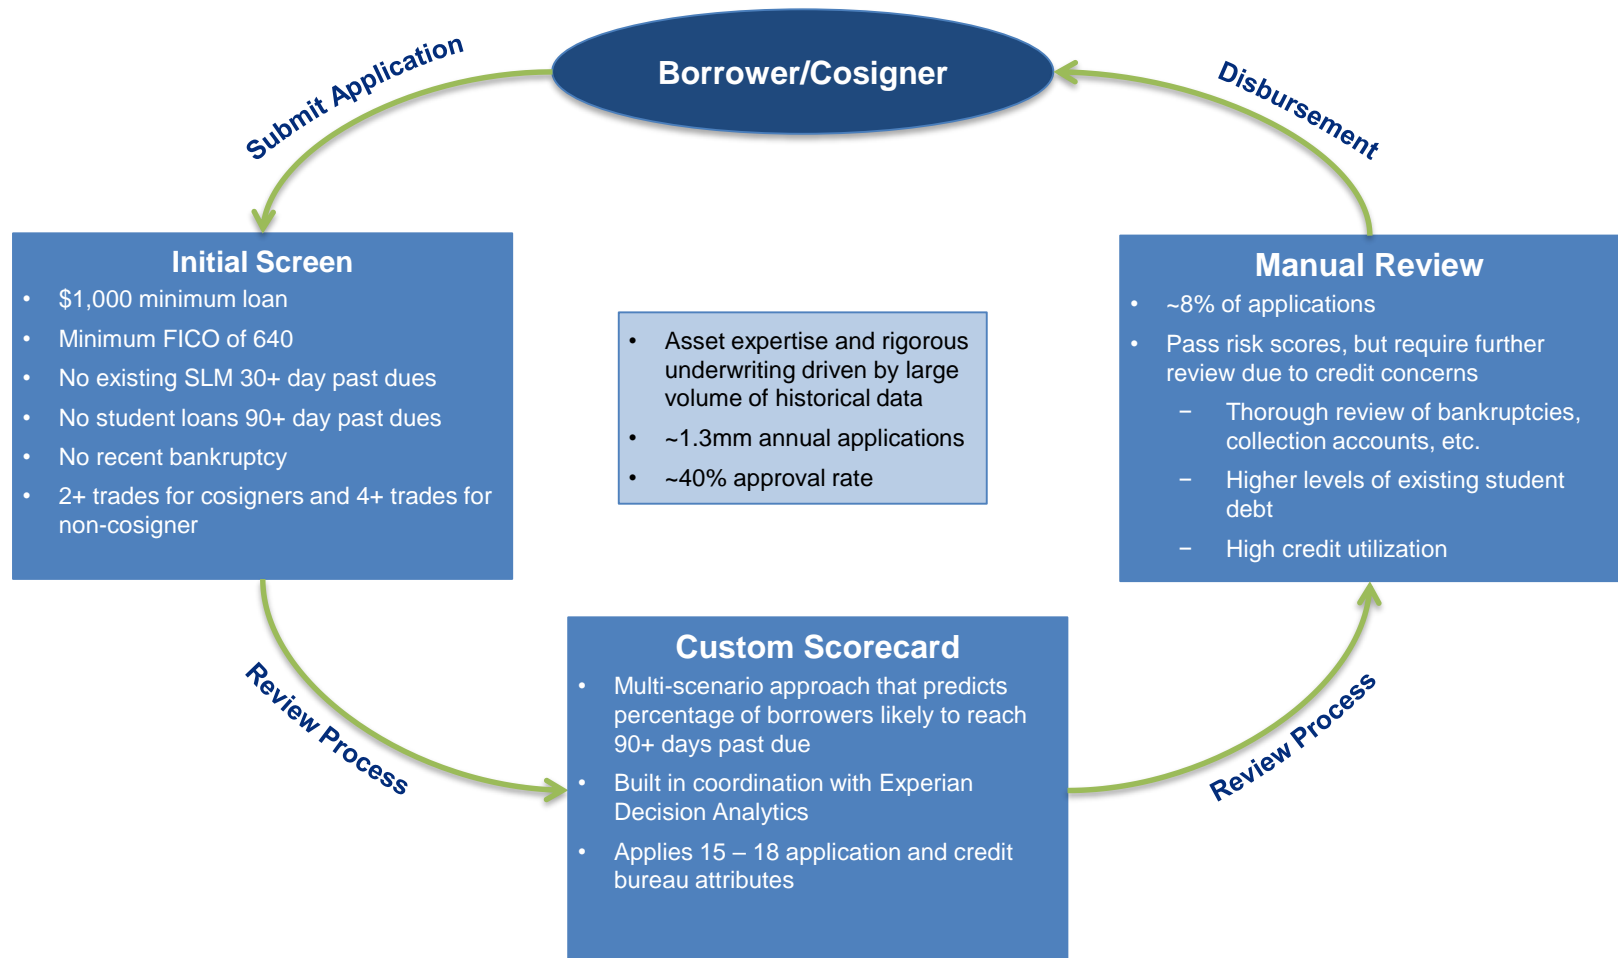 Borrower/Cosigner
Submit Application
Disbursement
Initial Screen
• $1,000 minimum loan
• Minimum FICO of 640
• No existing SLM 30+ day past dues
• No student loans 90+ day past dues
• No recent bankruptcy
• 2+ trades for cosigners and 4+ trades for
non-cosigner
• Asset expertise and rigorous
underwriting driven by large
volume of historical data
• ~1.3mm annual applications
• ~40% approval rate
Manual Review
• ~8% of applications
• Pass risk scores, but require further
review due to credit concerns
− Thorough review of bankruptcies,
collection accounts, etc.
− Higher levels of existing student
debt
− High credit utilization
Review Process
Custom Scorecard
• Multi-scenario approach that predicts
percentage of borrowers likely to reach
90+ days past due
• Built in coordination with Experian
Decision Analytics
• Applies 15 – 18 application and credit
bureau attributes
Review Process